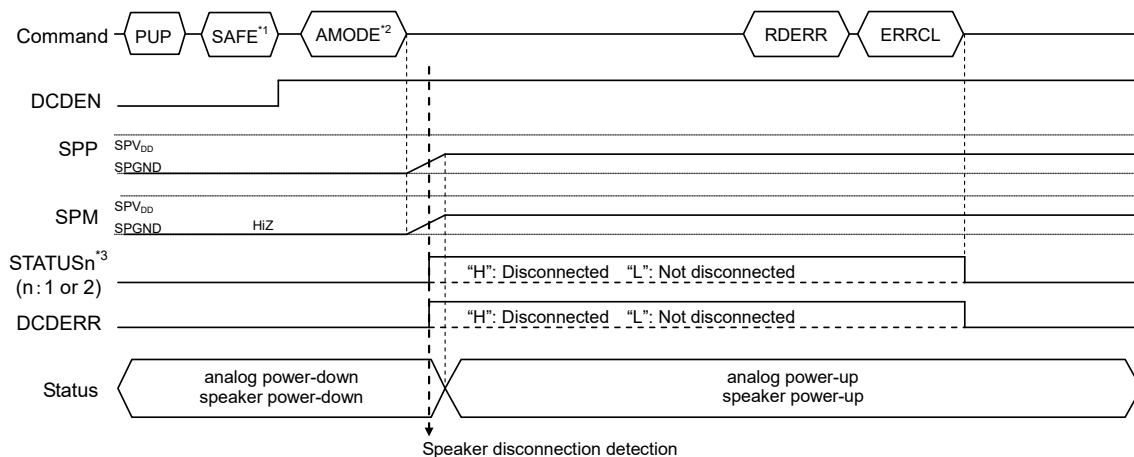 Command PUP SAFE*1 AMODE*2 RDERR ERRCL
DCDEN
SPP SPVDD
SPGND
SPM SPVDD
SPGND HiZ
STATUSn*3 "H": Disconnected "L": Not disconnected
(n: 1 or 2)
DCDERR "H": Disconnected "L": Not disconnected
Status analog power-down analog power-up
speaker power-down speaker power-up
Speaker disconnection detection